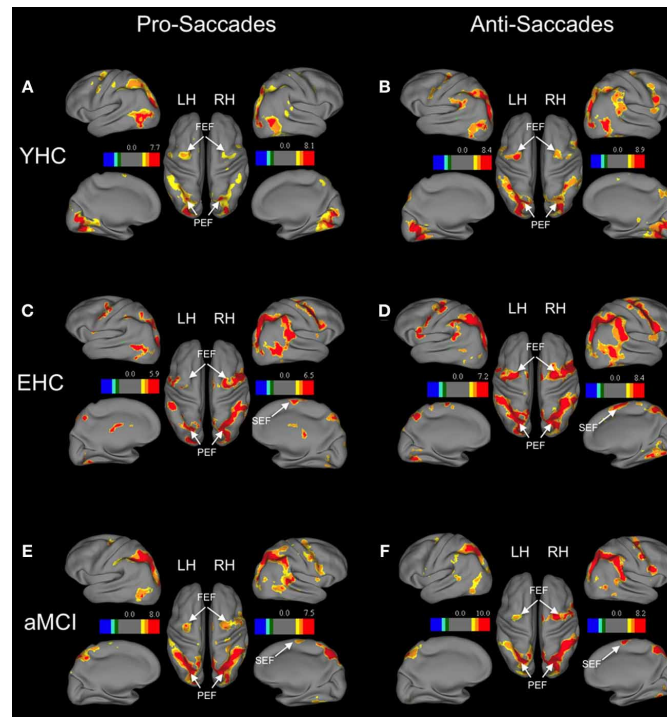 Pro-Saccades
Anti-Saccades
A
LH RH
FEF
YHC
0.0 7.7
0.0 8.1
PEF
B
LH RH
FEF
0.0 8.4
0.0 8.9
PEF
C
LH RH
FEF
EHC
0.0 5.9
0.0 6.5
SEF
PEF
D
LH RH
FEF
0.0 7.2
0.0 8.4
SEF
PEF
E
LH RH
FEF
aMCI
0.0 8.0
0.0 7.5
SEF
PEF
F
LH RH
FEF
0.0 10.0
0.0 8.2
SEF
PEF